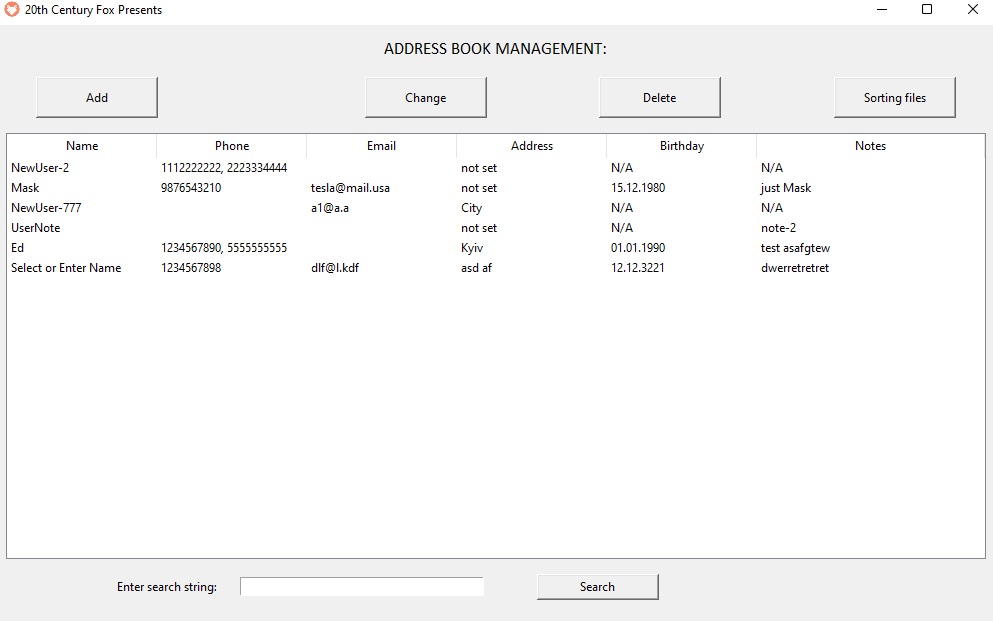 20th Century Fox Presents
ADDRESS BOOK MANAGEMENT:
Add Change Delete Sorting files
Name Phone Email Address Birthday Notes
NewUser-2 1112222222, 2223334444 not set N/A N/A
Mask 9876543210 tesla@mail.usa not set 15.12.1980 just Mask
NewUser-777 a1@a.a City N/A N/A
UserNote not set N/A note-2
Ed 1234567890, 5555555555 Kyiv 01.01.1990 test asafgtew
Select or Enter Name 1234567898 dlf@l.kdf asd af 12.12.3221 dwerretretret
Enter search string: Search